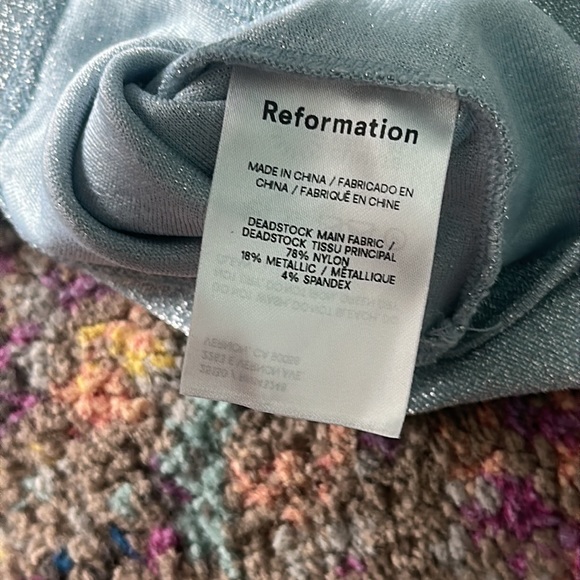 Reformation
MADE IN CHINA / FABRICADO EN
CHINA / FABRIQUÉ EN CHINE
DEADSTOCK MAIN FABRIC /
DEADSTOCK TISSU PRINCIPAL
78% NYLON
18% METALLIC / MÉTALLIQUE
4% SPANDEX